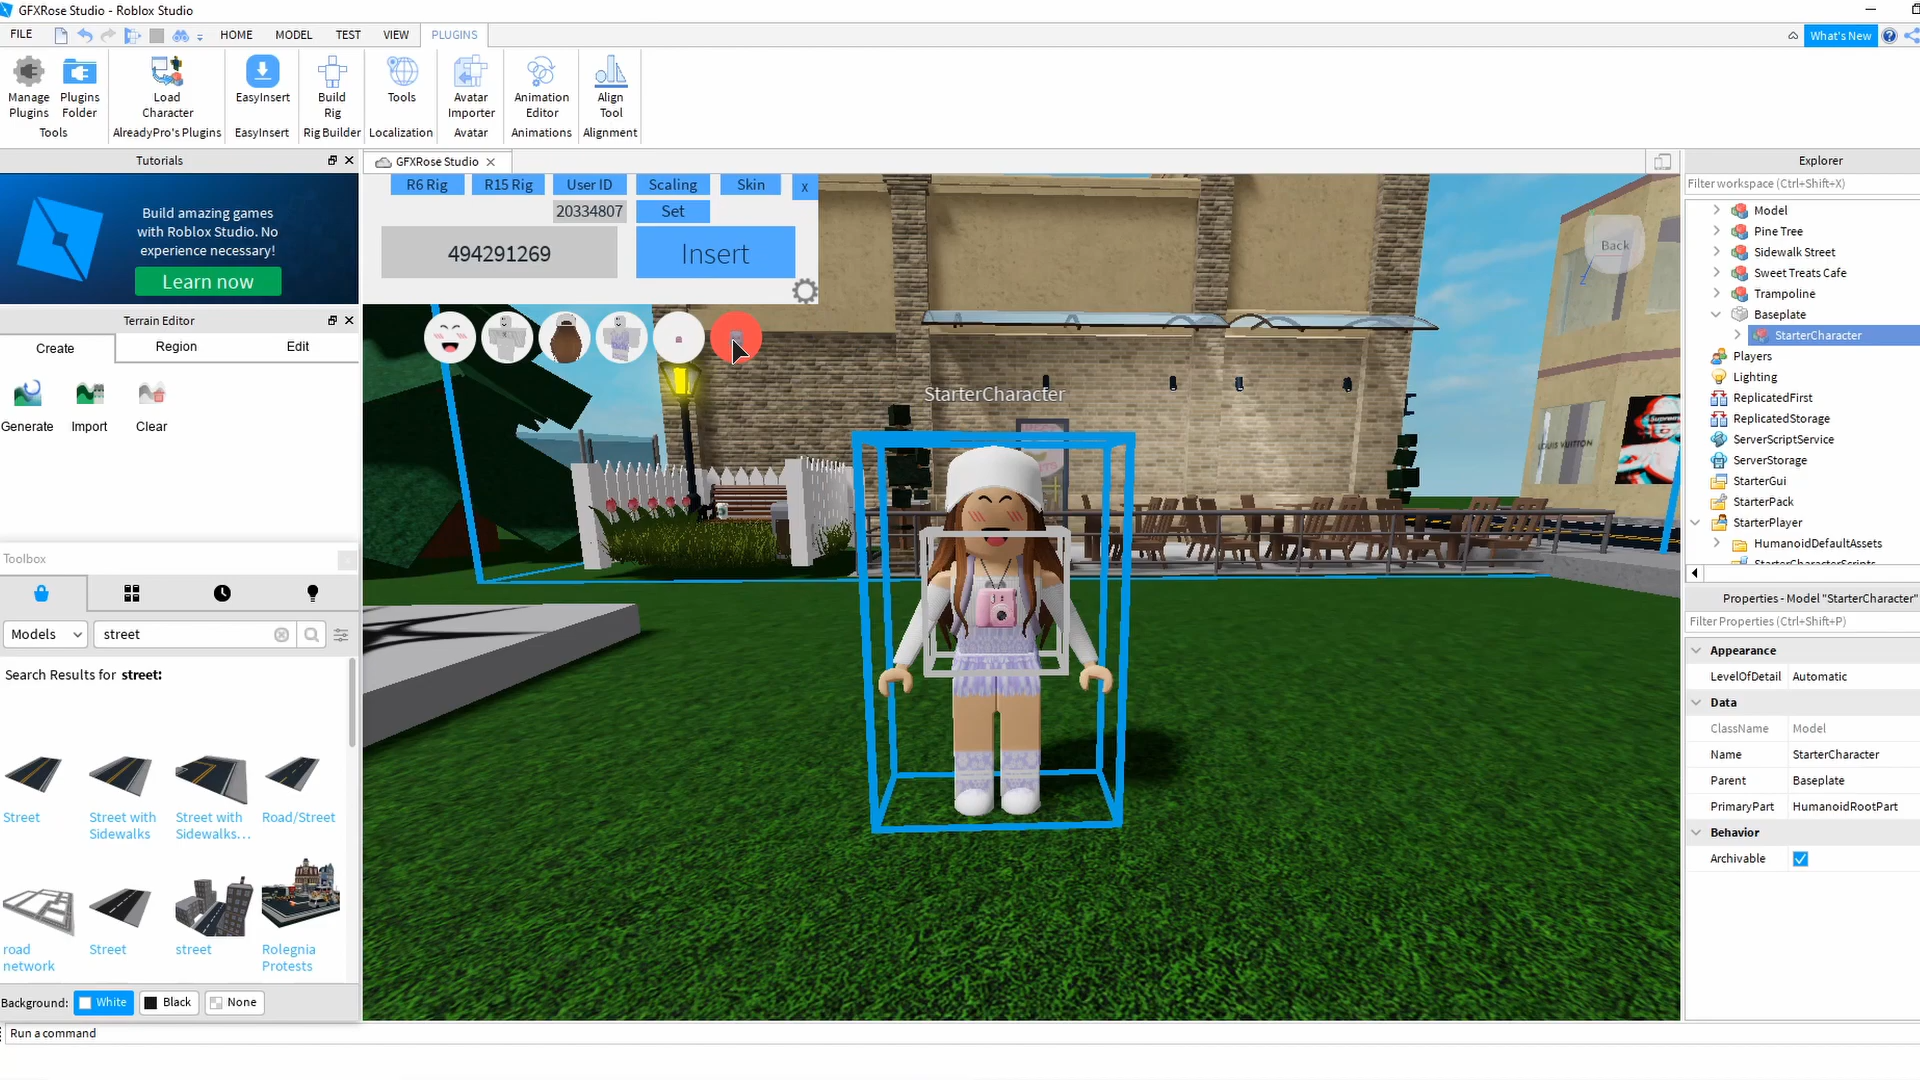 GFXRose Studio - Roblox Studio
FILE
HOME
MODEL
TEST
VIEW
PLUGINS
What's New
Manage
Plugins
Plugins
Folder
Load
Character
EasyInsert
Build
Rig
Tools
Avatar
Importer
Animation
Editor
Align
Tool
Tools
AlreadyPro's Plugins
EasyInsert
Rig Builder
Localization
Avatar
Animations
Alignment
Tutorials
Build amazing games
with Roblox Studio. No
experience necessary!
Learn now
Terrain Editor
Create
Region
Edit
Generate
Import
Clear
Toolbox
Models
street
Search Results for street:
Street
Street with
Sidewalks
Street with
Sidewalks...
Road/Street
road
network
Street
street
Rolegnia
Protests
Background:
White
Black
None
Run a command
GFXRose Studio
R6 Rig
R15 Rig
User ID
Scaling
Skin
x
20334807
Set
494291269
Insert
StarterCharacter
Back
LOUIS VUITTON
Supreme
Explorer
Filter workspace (Ctrl+Shift+X)
Model
Pine Tree
Sidewalk Street
Sweet Treats Cafe
Trampoline
Baseplate
StarterCharacter
Players
Lighting
ReplicatedFirst
ReplicatedStorage
ServerScriptService
ServerStorage
StarterGui
StarterPack
StarterPlayer
HumanoidDefaultAssets
StarterCharacterScripts
Properties - Model "StarterCharacter"
Filter Properties (Ctrl+Shift+P)
Appearance
LevelOfDetail
Automatic
Data
ClassName
Model
Name
StarterCharacter
Parent
Baseplate
PrimaryPart
HumanoidRootPart
Behavior
Archivable